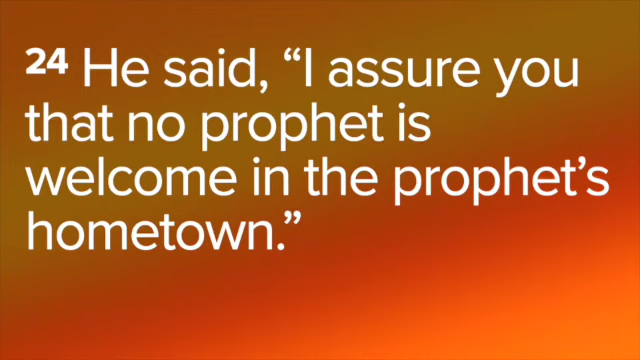 24 He said, “I assure you
that no prophet is
welcome in the prophet’s
hometown.”